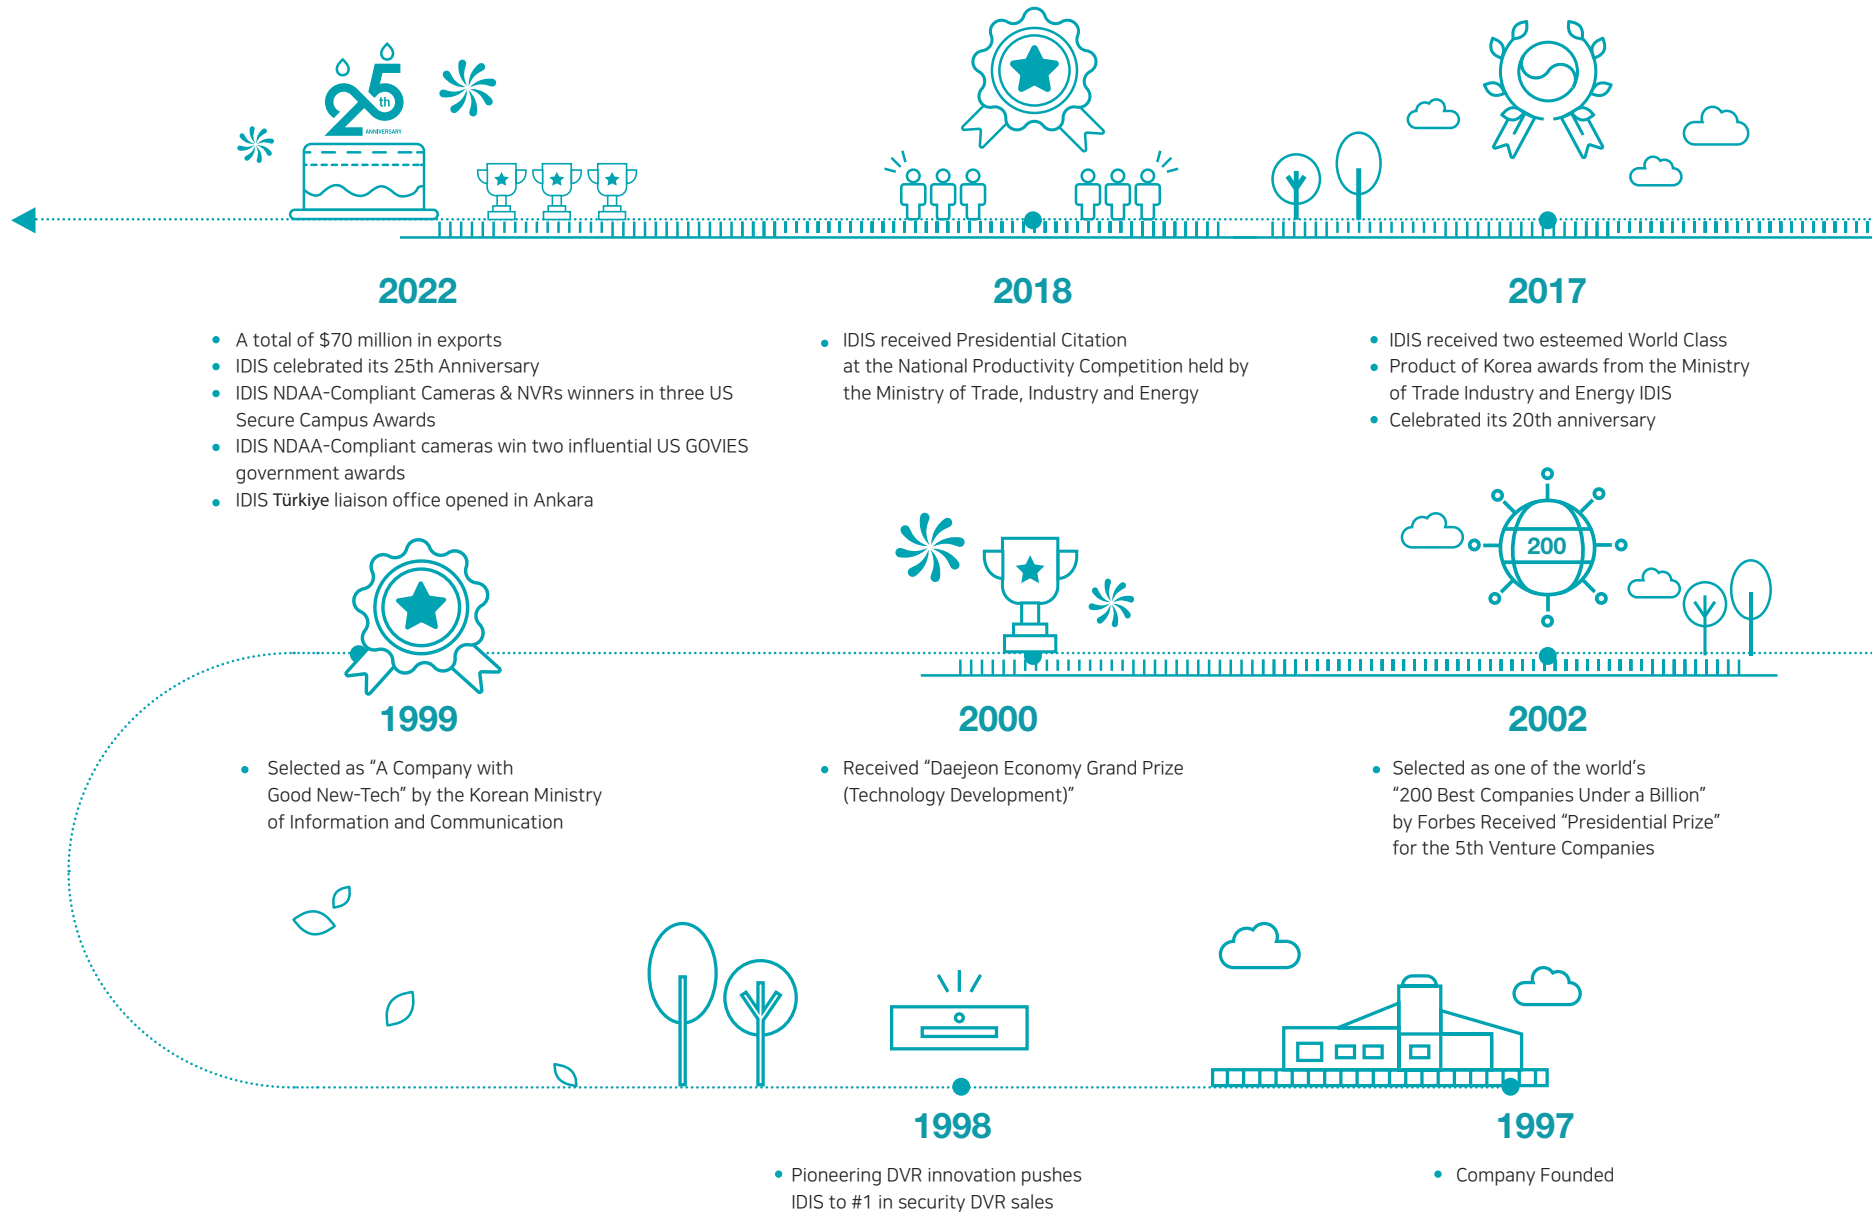 25th
ANNIVERSARY
2022
A total of $70 million in exports
IDIS celebrated its 25th Anniversary
IDIS NDAA-Compliant Cameras & NVRs winners in three US
Secure Campus Awards
IDIS NDAA-Compliant cameras win two influential US GOVIES
government awards
IDIS Türkiye liaison office opened in Ankara
2018
IDIS received Presidential Citation
at the National Productivity Competition held by
the Ministry of Trade, Industry and Energy
2017
IDIS received two esteemed World Class
Product of Korea awards from the Ministry
of Trade Industry and Energy IDIS
Celebrated its 20th anniversary
1999
Selected as “A Company with
Good New-Tech” by the Korean Ministry
of Information and Communication
2000
Received “Daejeon Economy Grand Prize
(Technology Development)”
200
2002
Selected as one of the world’s
“200 Best Companies Under a Billion”
by Forbes Received “Presidential Prize”
for the 5th Venture Companies
1998
Pioneering DVR innovation pushes
IDIS to #1 in security DVR sales
1997
Company Founded